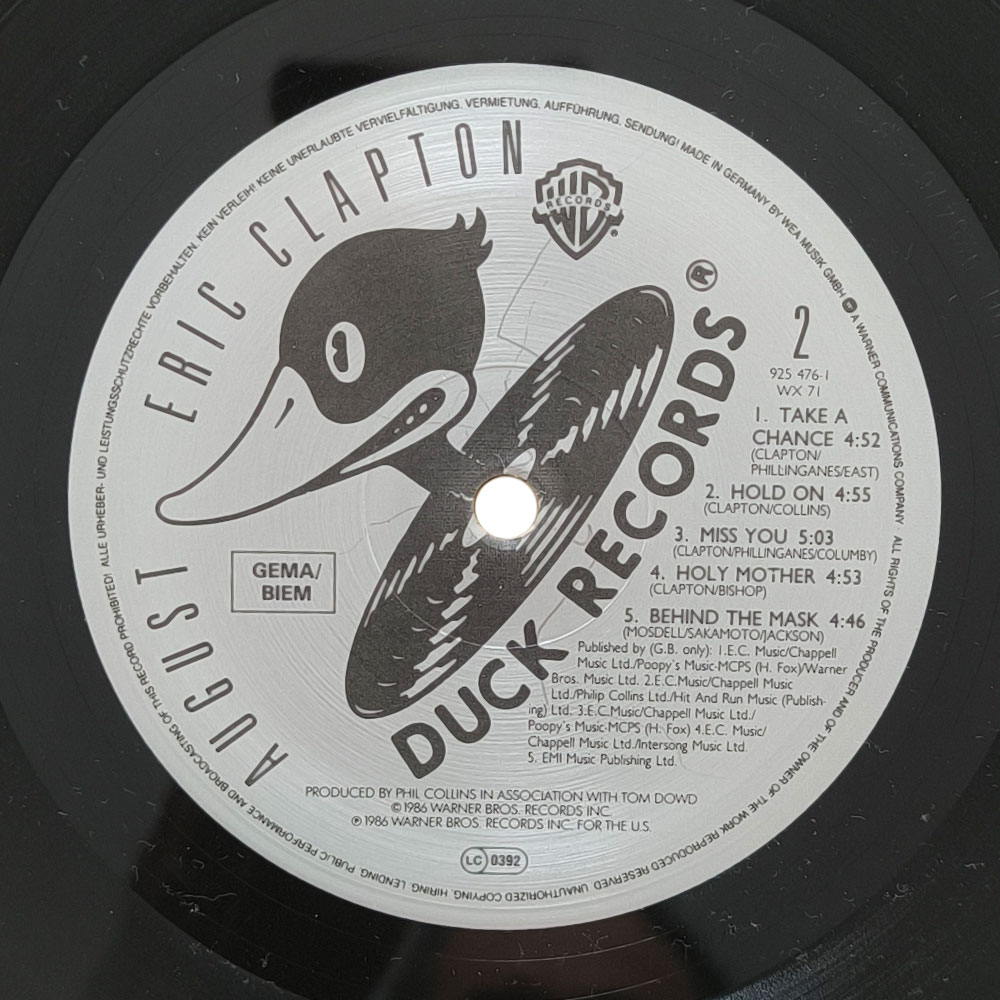 ALLE URHEBER- UND LEISTUNGSSCHUTZRECHTE VORBEHALTEN. KEIN VERLEIH! KEINE UNERLAUBTE VERVIELFÄLTIGUNG, VERMIETUNG, AUFFÜHRUNG, SENDUNG! MADE IN GERMANY BY WEA MUSIK GMBH A WARNER COMMUNICATIONS COMPANY · ALL RIGHTS OF THE PRODUCER AND OF THE OWNER OF THE WORK REPRODUCED RESERVED. UNAUTHORIZED COPYING, HIRING, LENDING, PUBLIC PERFORMANCE AND BROADCASTING OF THIS RECORD PROHIBITED!
AUGUST ERIC CLAPTON
WB
RECORDS
®
DUCK RECORDS®
2
925 476-1
WX 71
1. TAKE A
CHANCE 4:52
(CLAPTON/
PHILLINGANES/EAST)
2. HOLD ON 4:55
(CLAPTON/COLLINS)
3. MISS YOU 5:03
(CLAPTON/PHILLINGANES/COLUMBY)
4. HOLY MOTHER 4:53
(CLAPTON/BISHOP)
5. BEHIND THE MASK 4:46
(MOSDELL/SAKAMOTO/JACKSON)
GEMA/
BIEM
Published by (G.B. only): 1.E.C. Music/Chappell
Music Ltd./Poopy's Music-MCPS (H. Fox)/Warner
Bros. Music Ltd. 2.E.C.Music/Chappell Music
Ltd./Philip Collins Ltd./Hit And Run Music (Publish-
ing) Ltd. 3.E.C.Music/Chappell Music Ltd./
Poopy's Music-MCPS (H. Fox) 4.E.C. Music/
Chappell Music Ltd./Intersong Music Ltd.
5. EMI Music Publishing Ltd.
PRODUCED BY PHIL COLLINS IN ASSOCIATION WITH TOM DOWD
© 1986 WARNER BROS. RECORDS INC.
℗ 1986 WARNER BROS. RECORDS INC. FOR THE U.S.
LC 0392